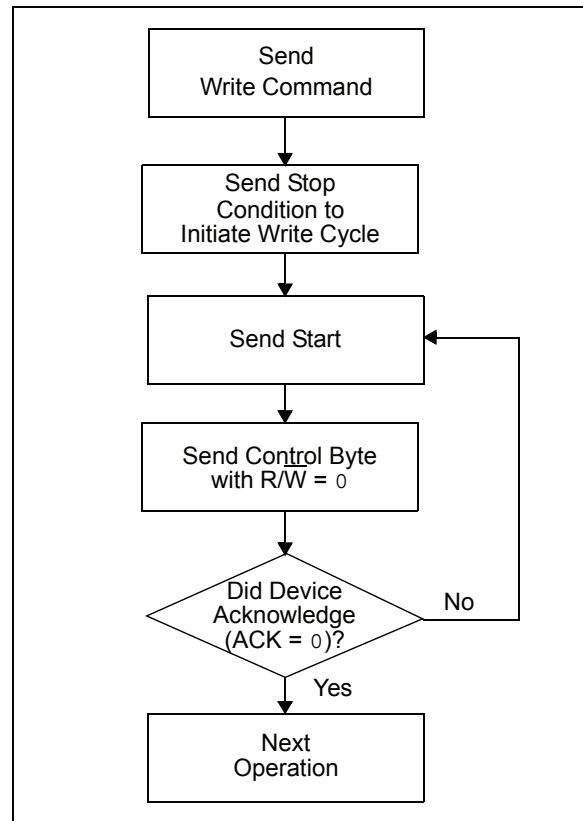 Send
Write Command
Send Stop
Condition to
Initiate Write Cycle
Send Start
Send Control Byte
with R/W̅ = 0
Did Device
Acknowledge
(ACK = 0)?
No
Yes
Next
Operation